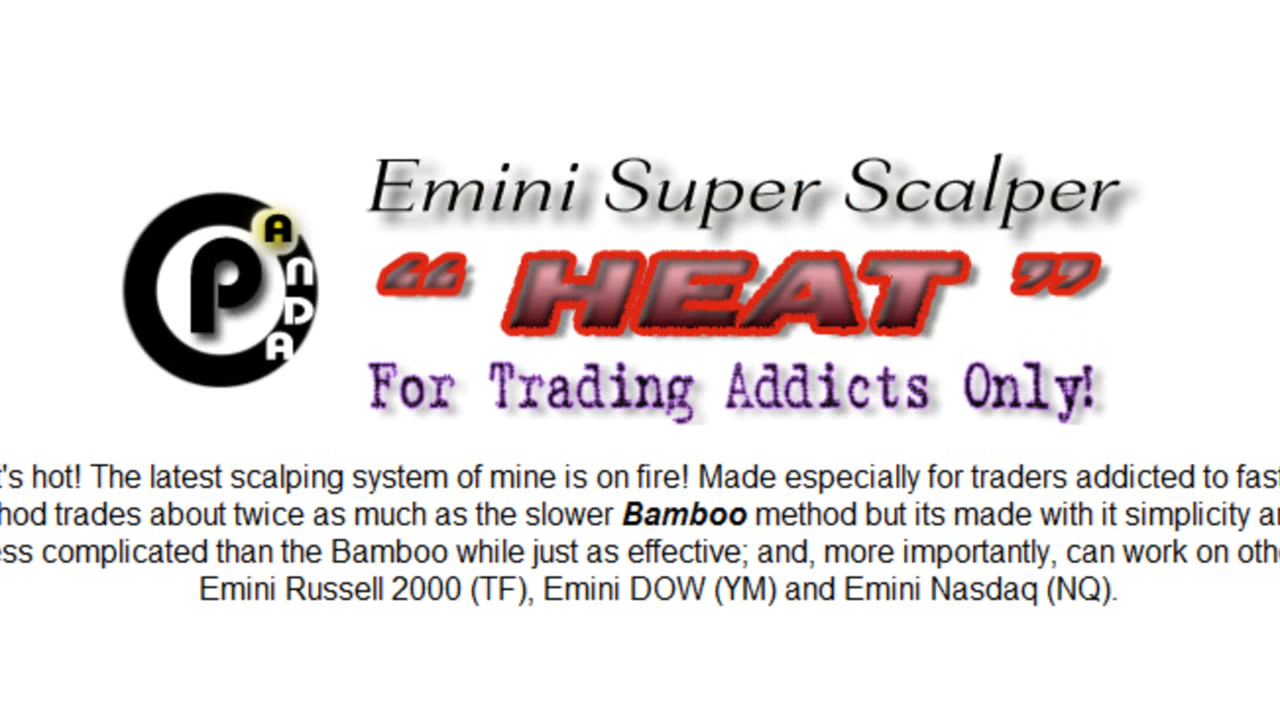 P
ANDA
Emini Super Scalper
“ HEAT ”
For Trading Addicts Only!
t's hot! The latest scalping system of mine is on fire! Made especially for traders addicted to fast
hod trades about twice as much as the slower Bamboo method but its made with it simplicity a
ess complicated than the Bamboo while just as effective; and, more importantly, can work on oth
Emini Russell 2000 (TF), Emini DOW (YM) and Emini Nasdaq (NQ).